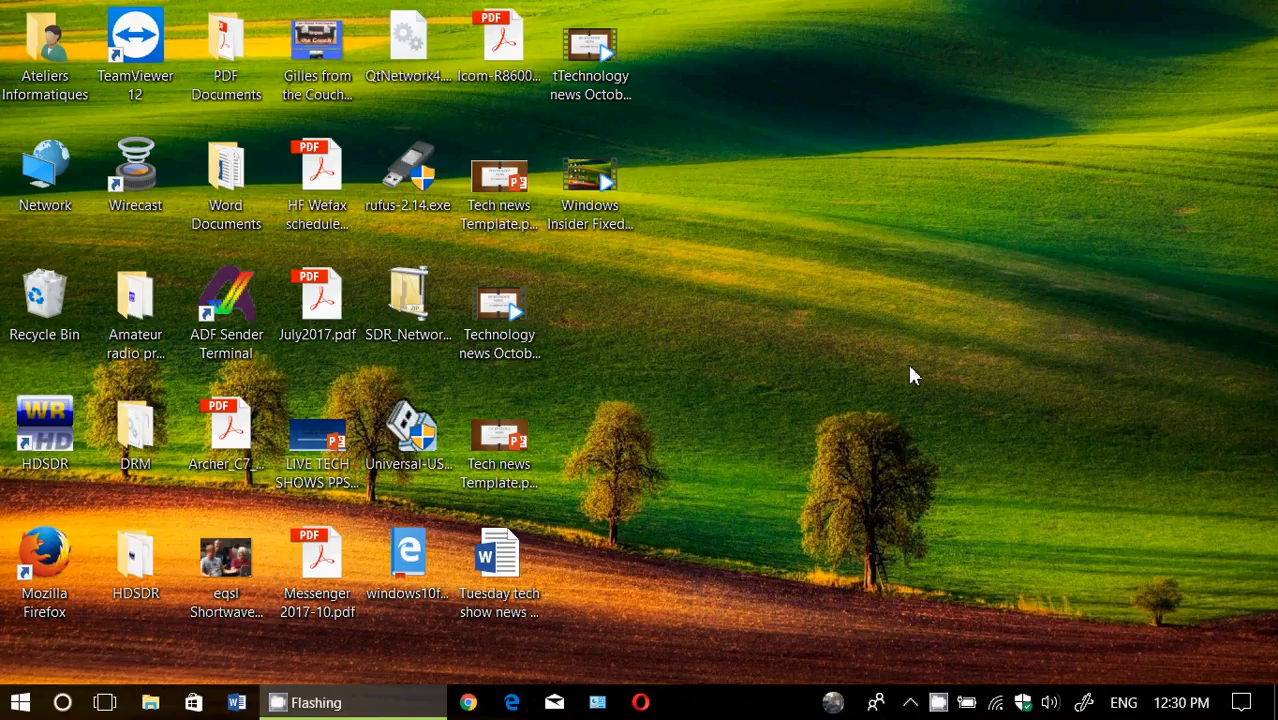 Ateliers
Informatiques
TeamViewer
12
PDF
Documents
Gilles from
the Couch...
QtNetwork4....
Icom-R8600...
tTechnology
news Octob...
Network
Wirecast
Word
Documents
HF Wefax
schedule...
rufus-2.14.exe
Tech news
Template.p...
Windows
Insider Fixed...
Recycle Bin
Amateur
radio pr...
ADF Sender
Terminal
July2017.pdf
SDR_Networ...
Technology
news Octob...
HDSDR
DRM
Archer_C7_...
LIVE TECH
SHOWS PPS...
Universal-US...
Tech news
Template.p...
Mozilla
Firefox
HDSDR
eqsl
Shortwave...
Messenger
2017-10.pdf
windows10f...
Tuesday tech
show news ...
PDF
PDF
PDF
PDF
PDF
ZIP
WR
HD
Flashing
ENG
12:30 PM